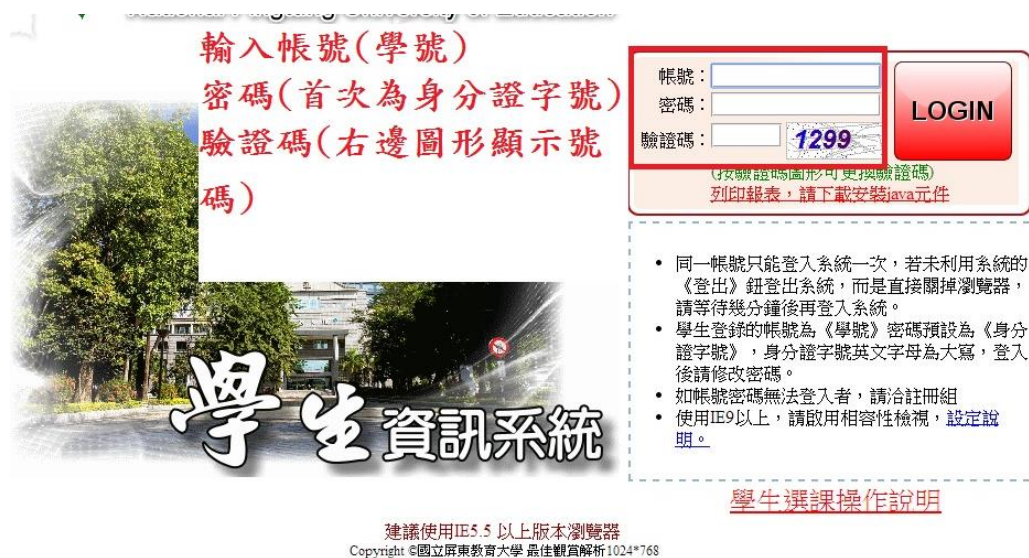 National Pingtung University of Education
輸入帳號(學號)
密碼(首次為身分證字號)
驗證碼(右邊圖形顯示號
碼)
帳號：
密碼：
驗證碼：
1299
LOGIN
(按驗證碼圖形可更換驗證碼)
列印報表，請下載安裝java元件
• 同一帳號只能登入系統一次，若未利用系統的
《登出》鈕登出系統，而是直接關掉瀏覽器，
請等待幾分鐘後再登入系統。
• 學生登錄的帳號為《學號》密碼預設為《身分
證字號》，身分證字號英文字母為大寫，登入
後請修改密碼。
• 如帳號密碼無法登入者，請洽註冊組
• 使用IE9以上，請啟用相容性檢視，設定說
明。
學生資訊系統
學生選課操作說明
建議使用IE5.5 以上版本瀏覽器
Copyright ©國立屏東教育大學 最佳觀賞解析1024*768